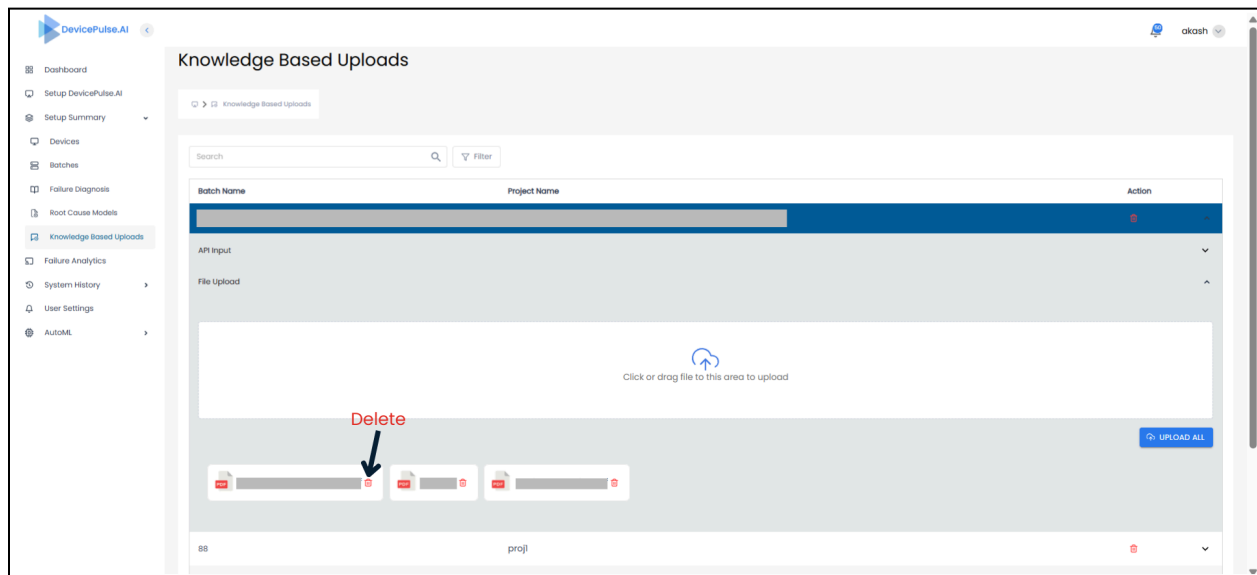 DevicePulse.AI
60
akash
Dashboard
Setup DevicePulse.AI
Setup Summary
Devices
Batches
Failure Diagnosis
Root Cause Models
Knowledge Based Uploads
Failure Analytics
System History
User Settings
AutoML
Knowledge Based Uploads
Knowledge Based Uploads
Search
Filter
Batch Name Project Name Action
API Input
File Upload
Click or drag file to this area to upload
Delete
UPLOAD ALL
PDF PDF PDF
88 proj1